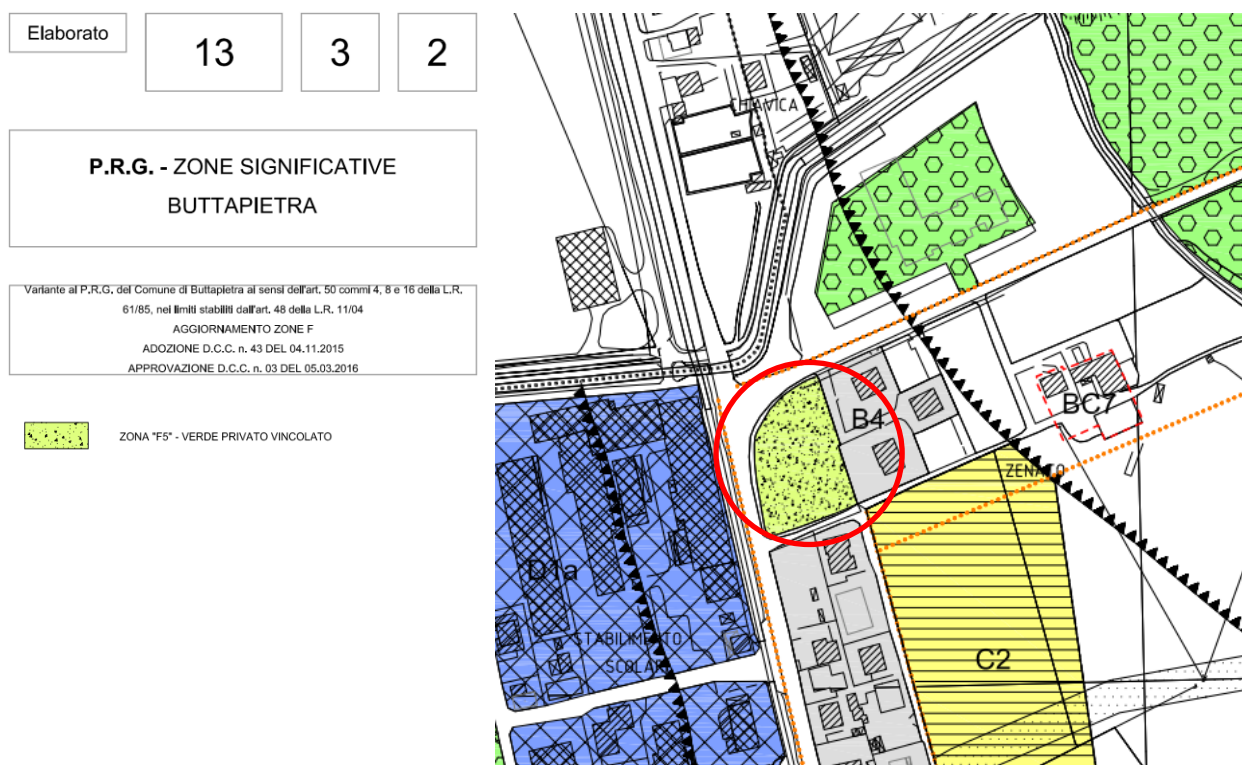 Elaborato
13
3
2
P.R.G. - ZONE SIGNIFICATIVE
BUTTAPIETRA
Variante al P.R.G. del Comune di Buttapietra ai sensi dell'art. 50 commi 4, 8 e 16 della L.R.
61/85, nei limiti stabiliti dall'art. 48 della L.R. 11/04
AGGIORNAMENTO ZONE F
ADOZIONE D.C.C. n. 43 DEL 04.11.2015
APPROVAZIONE D.C.C. n. 03 DEL 05.03.2016
ZONA "F5" - VERDE PRIVATO VINCOLATO
CHIAVICA
B4
BC7
ZENATO
D1a
STABILIMENTO
SCOLARI
C2